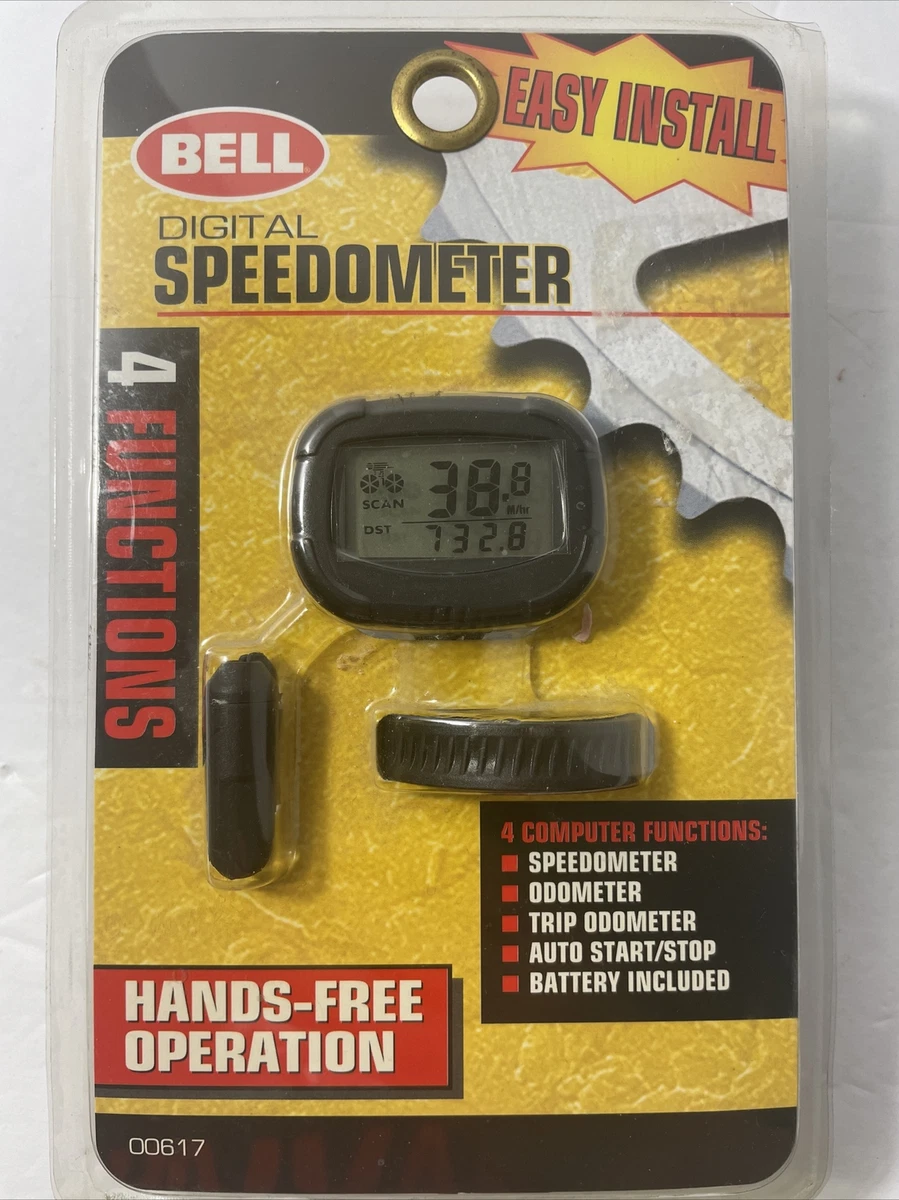 EASY INSTALL
BELL
DIGITAL
SPEEDOMETER
4 FUNCTIONS
38.8
SCAN
M/hr
DST
732.8
4 COMPUTER FUNCTIONS:
SPEEDOMETER
ODOMETER
TRIP ODOMETER
AUTO START/STOP
BATTERY INCLUDED
HANDS-FREE
OPERATION
00617